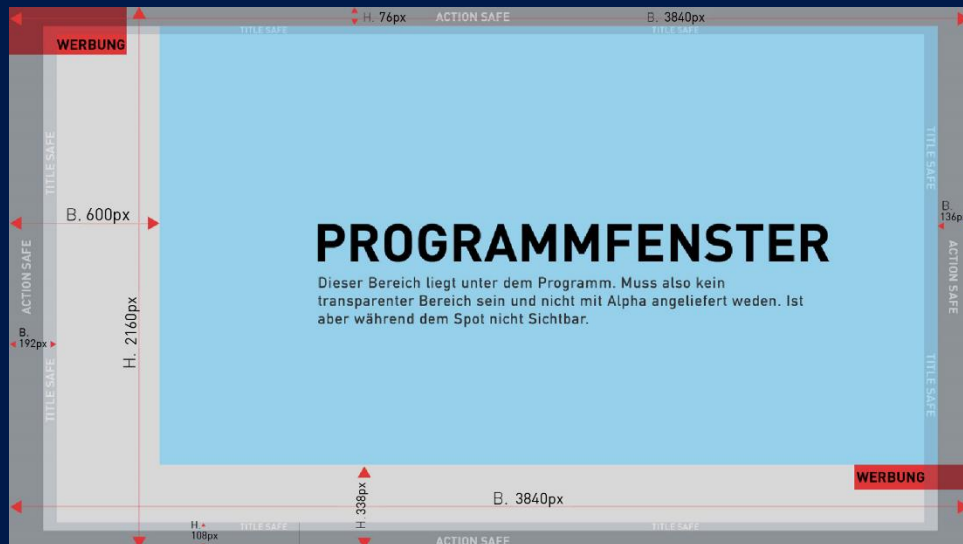 H. 76px
ACTION SAFE
B. 3840px
TITLE SAFE
TITLE SAFE
WERBUNG
TITLE SAFE
TITLE SAFE
B. 600px
B.
136px
PROGRAMMFENSTER
Dieser Bereich liegt unter dem Programm. Muss also kein
transparenter Bereich sein und nicht mit Alpha angeliefert weden. Ist
aber während dem Spot nicht Sichtbar.
ACTION SAFE
ACTION SAFE
H. 2160px
B.
192px
TITLE SAFE
TITLE SAFE
WERBUNG
H. 338px
B. 3840px
H.
108px
TITLE SAFE
TITLE SAFE
ACTION SAFE